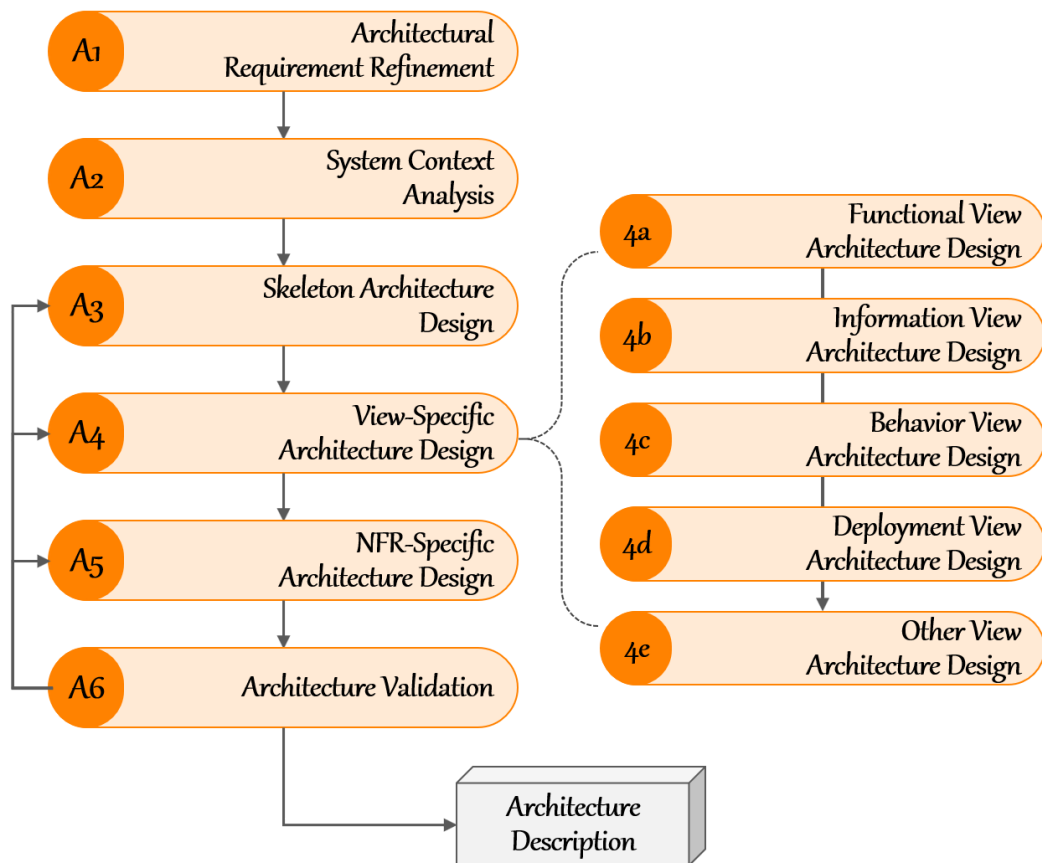 A1
Architectural
Requirement Refinement
A2
System Context
Analysis
A3
Skeleton Architecture
Design
A4
View-Specific
Architecture Design
A5
NFR-Specific
Architecture Design
A6
Architecture Validation
4a
Functional View
Architecture Design
4b
Information View
Architecture Design
4c
Behavior View
Architecture Design
4d
Deployment View
Architecture Design
4e
Other View
Architecture Design
Architecture
Description